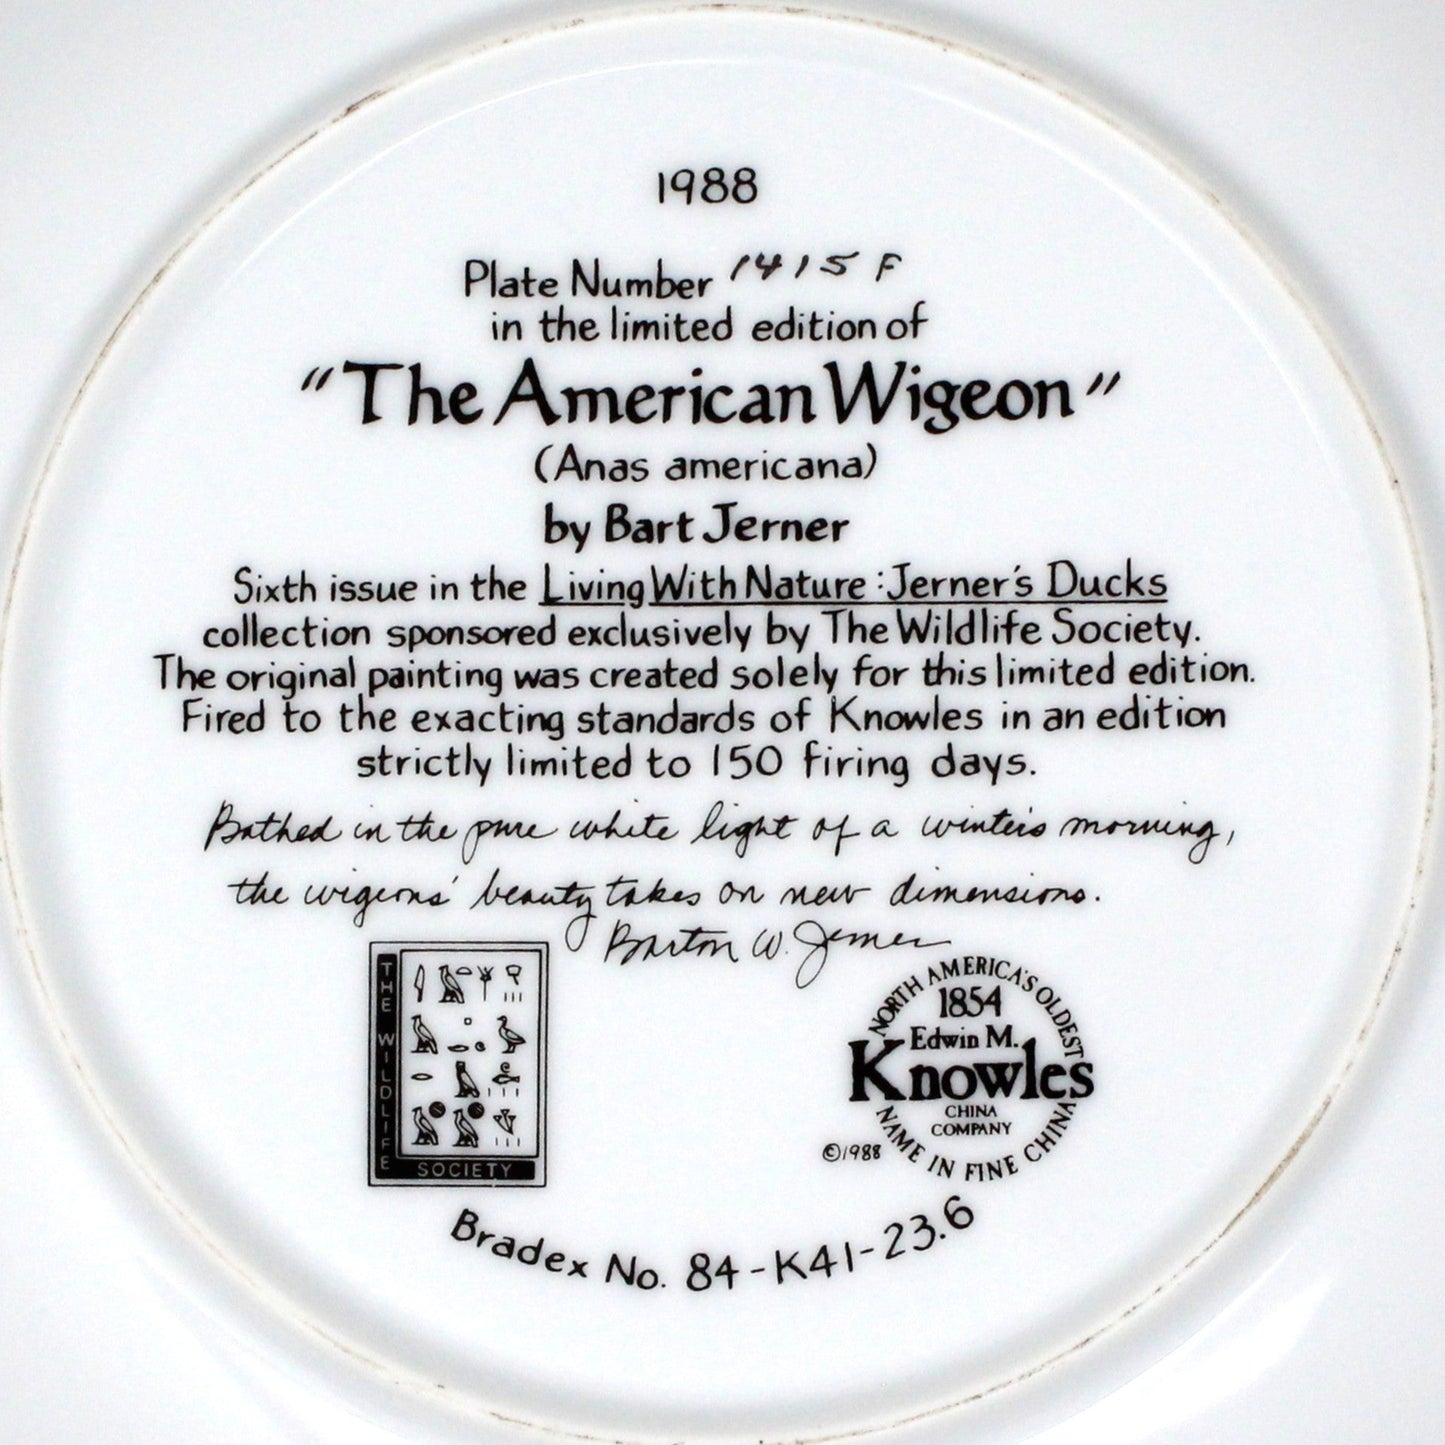 1988
Plate Number 1415 F
in the limited edition of
"The American Wigeon"
(Anas americana)
by Bart Jerner
Sixth issue in the Living With Nature: Jerner's Ducks
collection sponsored exclusively by The Wildlife Society.
The original painting was created solely for this limited edition.
Fired to the exacting standards of Knowles in an edition
strictly limited to 150 firing days.
Bathed in the pure white light of a winter's morning,
the wigeons' beauty takes on new dimensions.
Barton W. Jerner
THE WILDLIFE
SOCIETY
NORTH AMERICA'S OLDEST
1854
Edwin M.
Knowles
CHINA
COMPANY
NAME IN FINE CHINA
©1988
Bradex No. 84-K41-23.6